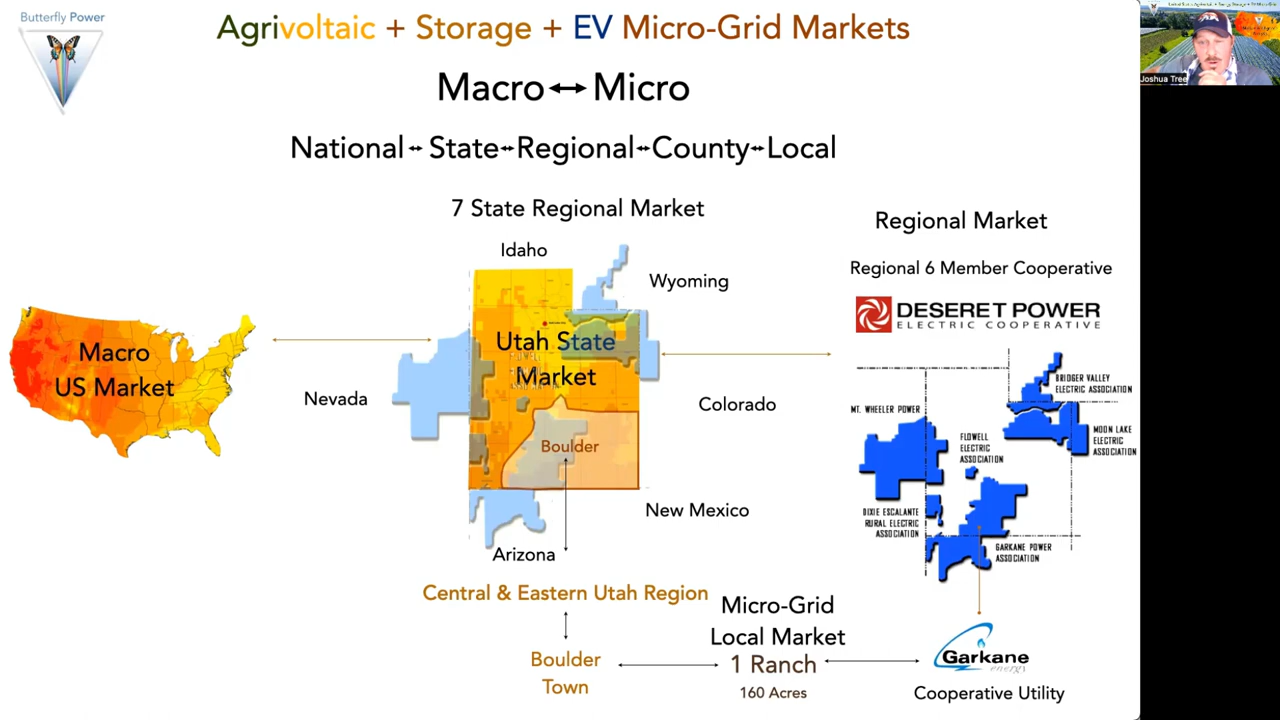 Butterfly Power
Agrivoltaic + Storage + EV Micro-Grid Markets
Macro↔Micro
National↔State↔Regional↔County↔Local
7 State Regional Market
Idaho
Wyoming
Utah State
Market
Nevada
Colorado
Boulder
New Mexico
Arizona
Macro
US Market
Regional Market
Regional 6 Member Cooperative
DESERET POWER
ELECTRIC COOPERATIVE
BRIDGER VALLEY
ELECTRIC ASSOCIATION
MT. WHEELER POWER
MOON LAKE
ELECTRIC
ASSOCIATION
FLOWELL
ELECTRIC
ASSOCIATION
DIXIE ESCALANTE
RURAL ELECTRIC
ASSOCIATION
GARKANE POWER
ASSOCIATION
Central & Eastern Utah Region
Micro-Grid
Local Market
Boulder
Town
1 Ranch
160 Acres
Garkane
energy
Cooperative Utility
Joshua Tree